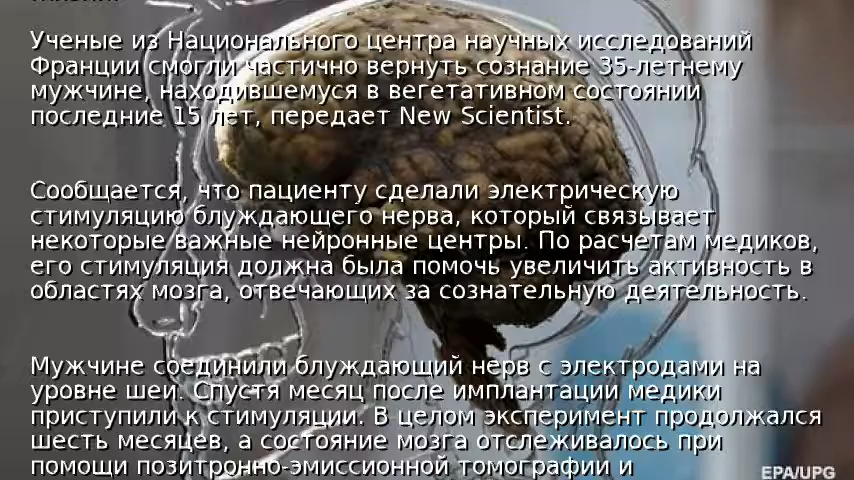 Ученые из Национального центра научных исследований
Франции смогли частично вернуть сознание 35-летнему
мужчине, находившемуся в вегетативном состоянии
последние 15 лет, передает New Scientist.
Сообщается, что пациенту сделали электрическую
стимуляцию блуждающего нерва, который связывает
некоторые важные нейронные центры. По расчетам медиков,
его стимуляция должна была помочь увеличить активность в
областях мозга, отвечающих за сознательную деятельность.
Мужчине соединили блуждающий нерв с электродами на
уровне шеи. Спустя месяц после имплантации медики
приступили к стимуляции. В целом эксперимент продолжался
шесть месяцев, а состояние мозга отслеживалось при
помощи позитронно-эмиссионной томографии и
EPA/UPG